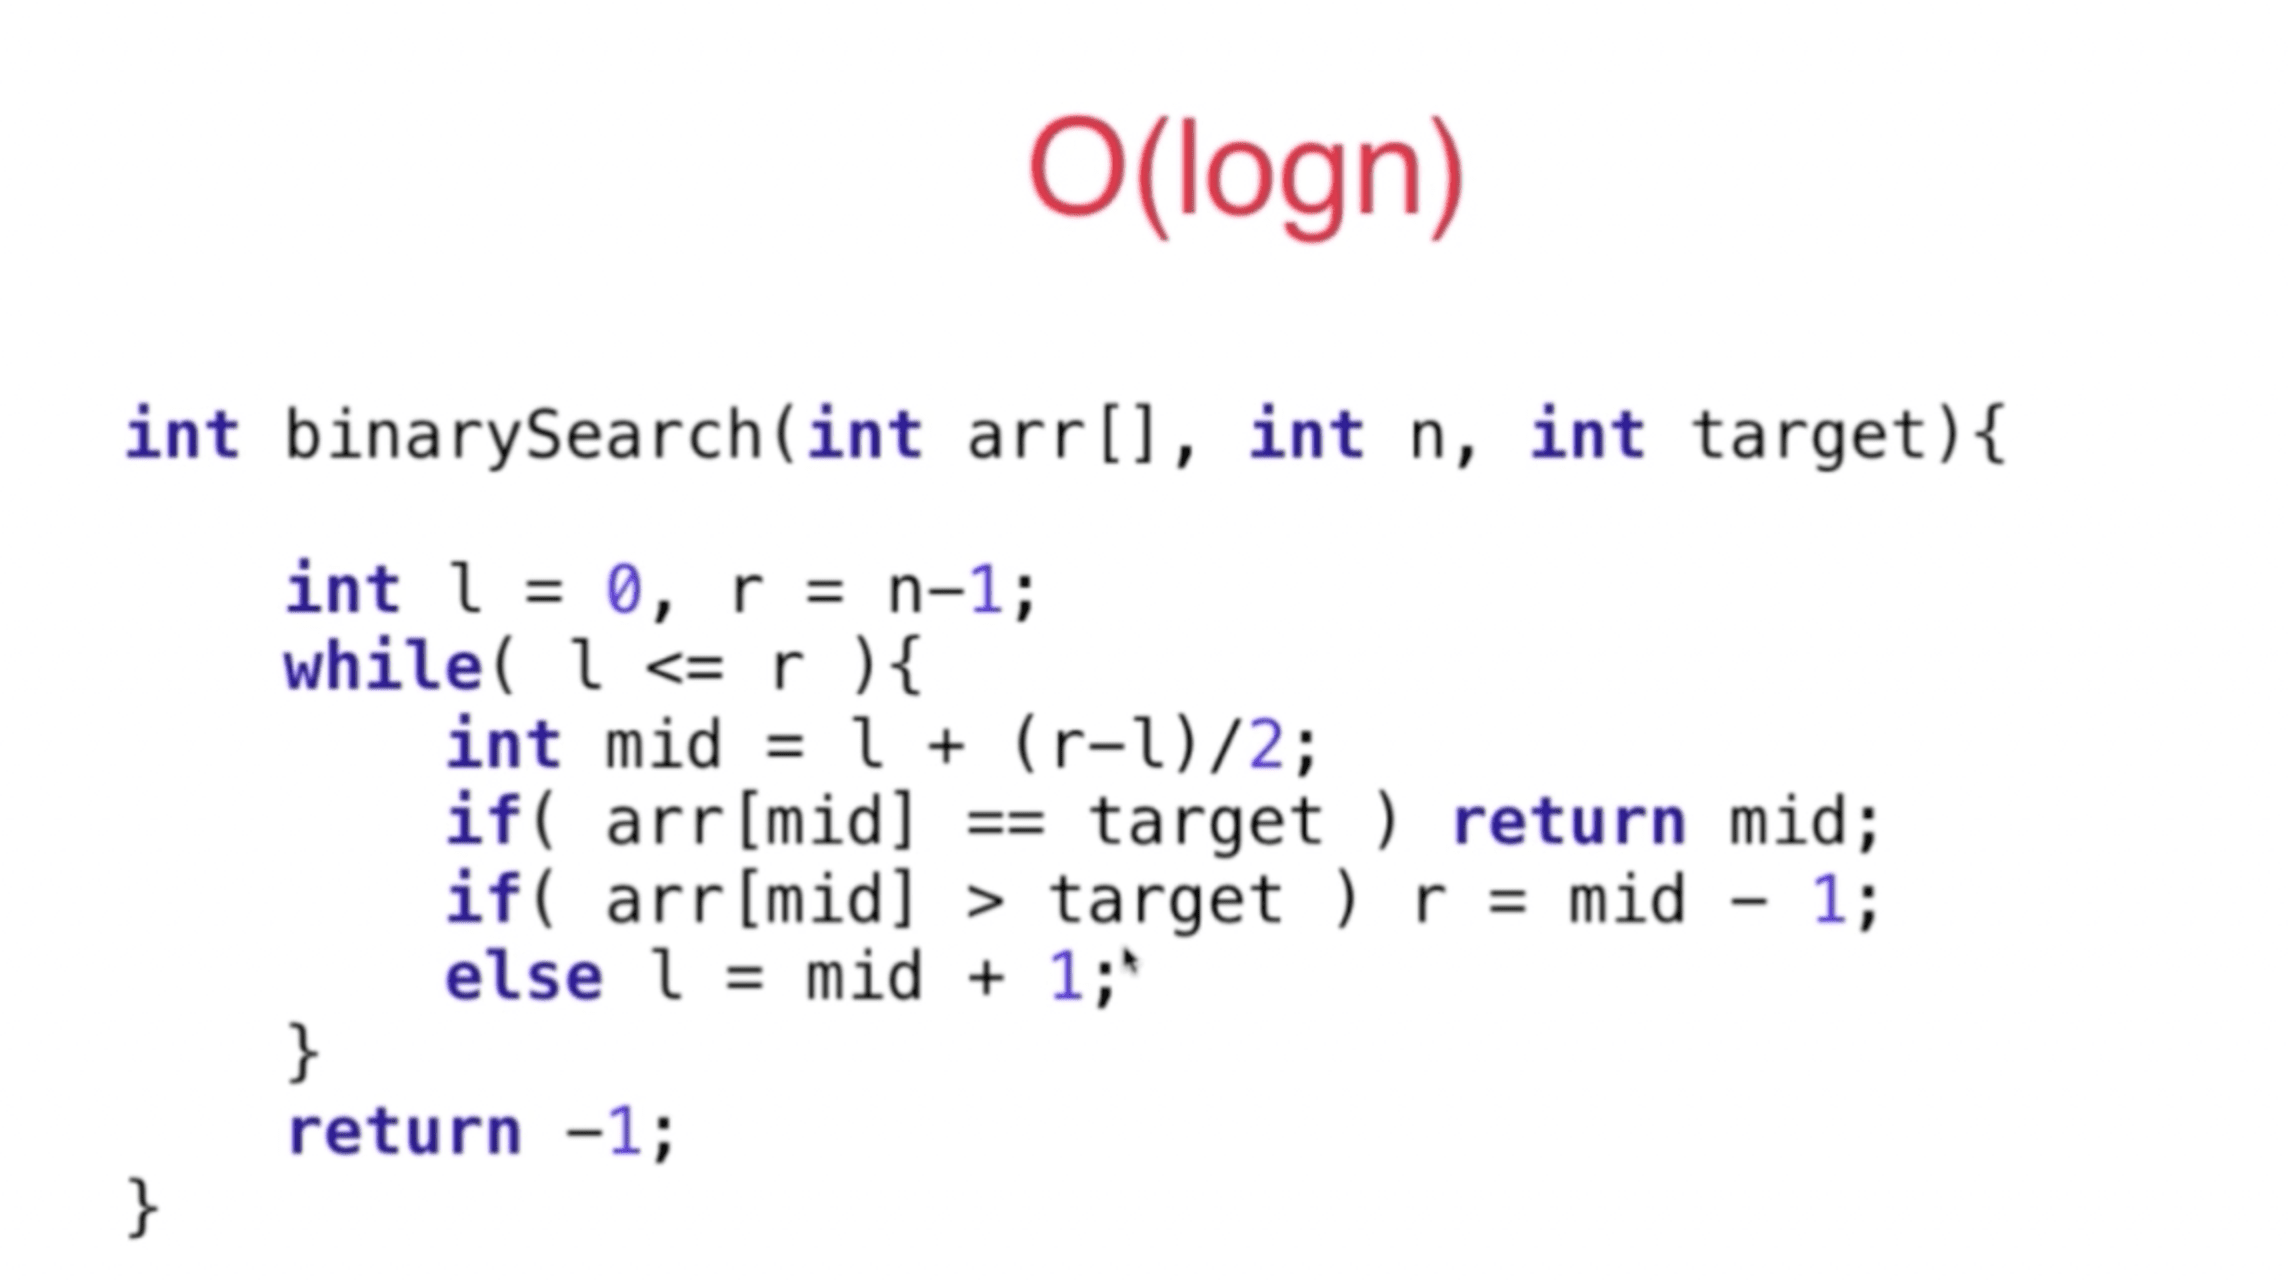 O(logn)
int binarySearch(int arr[], int n, int target){
int l = 0, r = n-1;
while( l <= r ){
int mid = l + (r-l)/2;
if( arr[mid] == target ) return mid;
if( arr[mid] > target ) r = mid - 1;
else l = mid + 1;
}
return -1;
}